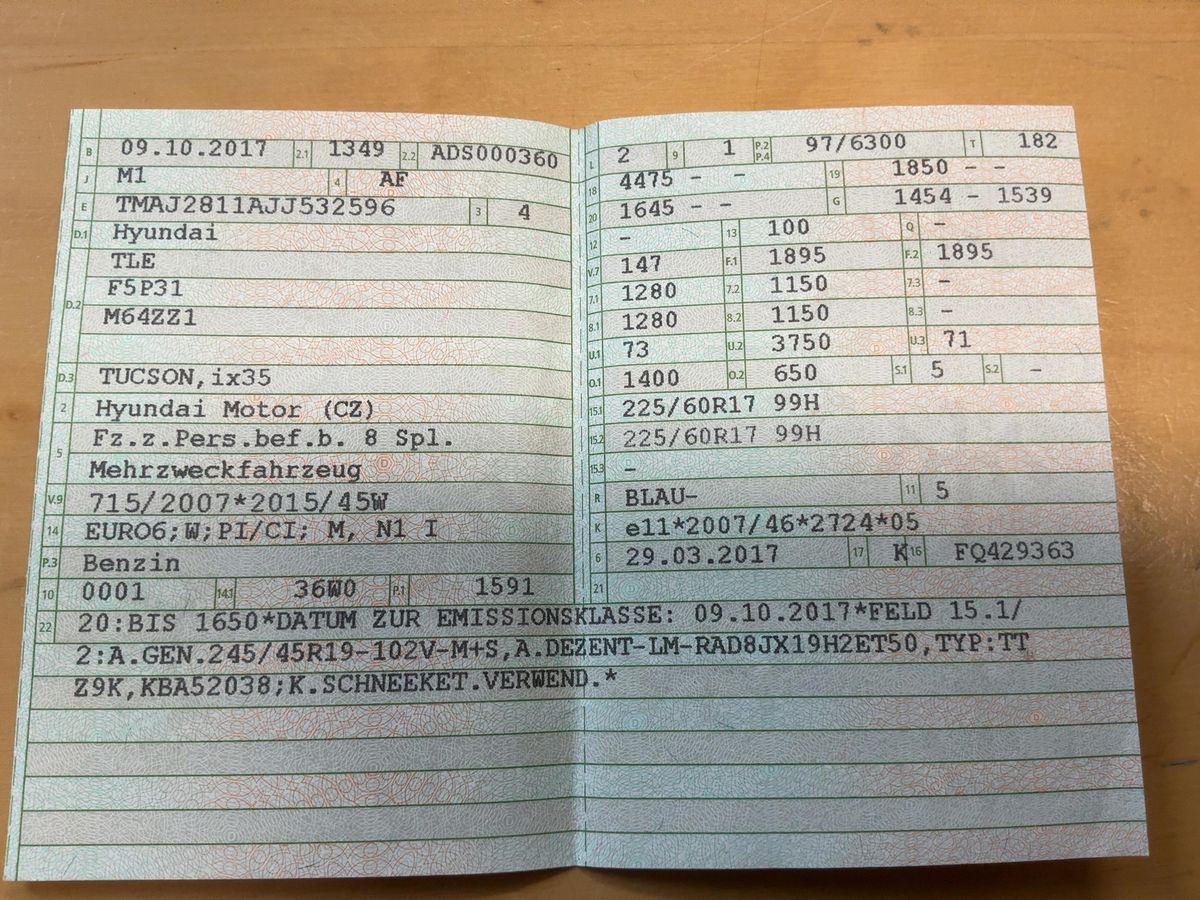 B 09.10.2017 2.1 1349 2.2 ADS000360
J M1 4 AF
E TMAJ2811AJJ532596 3 4
D.1 Hyundai
TLE
D.2 F5P31
M64ZZ1
D.3 TUCSON,ix35
2 Hyundai Motor (CZ)
5 Fz.z.Pers.bef.b. 8 Spl.
Mehrzweckfahrzeug
V.9 715/2007*2015/45W
14 EURO6;W;PI/CI; M, N1 I
P.3 Benzin
10 0001 14.1 36W0 P.1 1591
L 2 9 1 P.2 P.4 97/6300 T 182
18 4475 - - 19 1850 - -
20 1645 - - G 1454 - 1539
12 - 13 100 Q -
V.7 147 F.1 1895 F.2 1895
7.1 1280 7.2 1150 7.3 -
8.1 1280 8.2 1150 8.3 -
U.1 73 U.2 3750 U.3 71
O.1 1400 O.2 650 S.1 5 S.2 -
15.1 225/60R17 99H
15.2 225/60R17 99H
15.3 -
R BLAU- 11 5
K e11*2007/46*2724*05
6 29.03.2017 17 K 16 FQ429363
21
22 20:BIS 1650*DATUM ZUR EMISSIONSKLASSE: 09.10.2017*FELD 15.1/
2:A.GEN.245/45R19-102V-M+S,A.DEZENT-LM-RAD8JX19H2ET50,TYP:TT
Z9K,KBA52038;K.SCHNEEKET.VERWEND.*